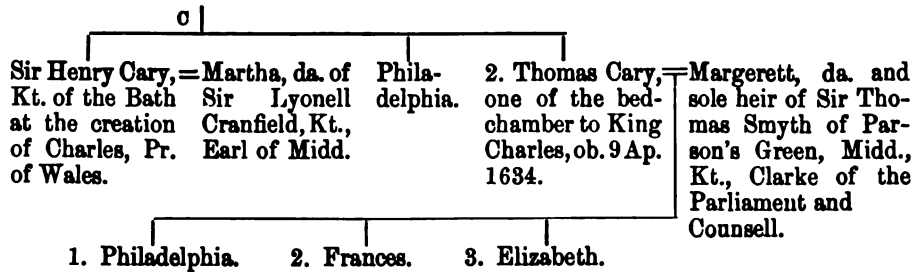 C
Sir Henry Cary,=Martha, da. of
Kt. of the Bath
at the creation
of Charles, Pr.
of Wales.
Sir Lyonell
Cranfield, Kt.,
Earl of Midd.
Phila-
delphia.
2. Thomas Cary,=Margerett, da. and
one of the bed-
chamber to King
Charles, ob. 9 Ap.
1634.
sole heir of Sir Tho-
mas Smyth of Par-
son's Green, Midd.,
Kt., Clarke of the
Parliament and
Counsell.
1. Philadelphia.
2. Frances.
3. Elizabeth.